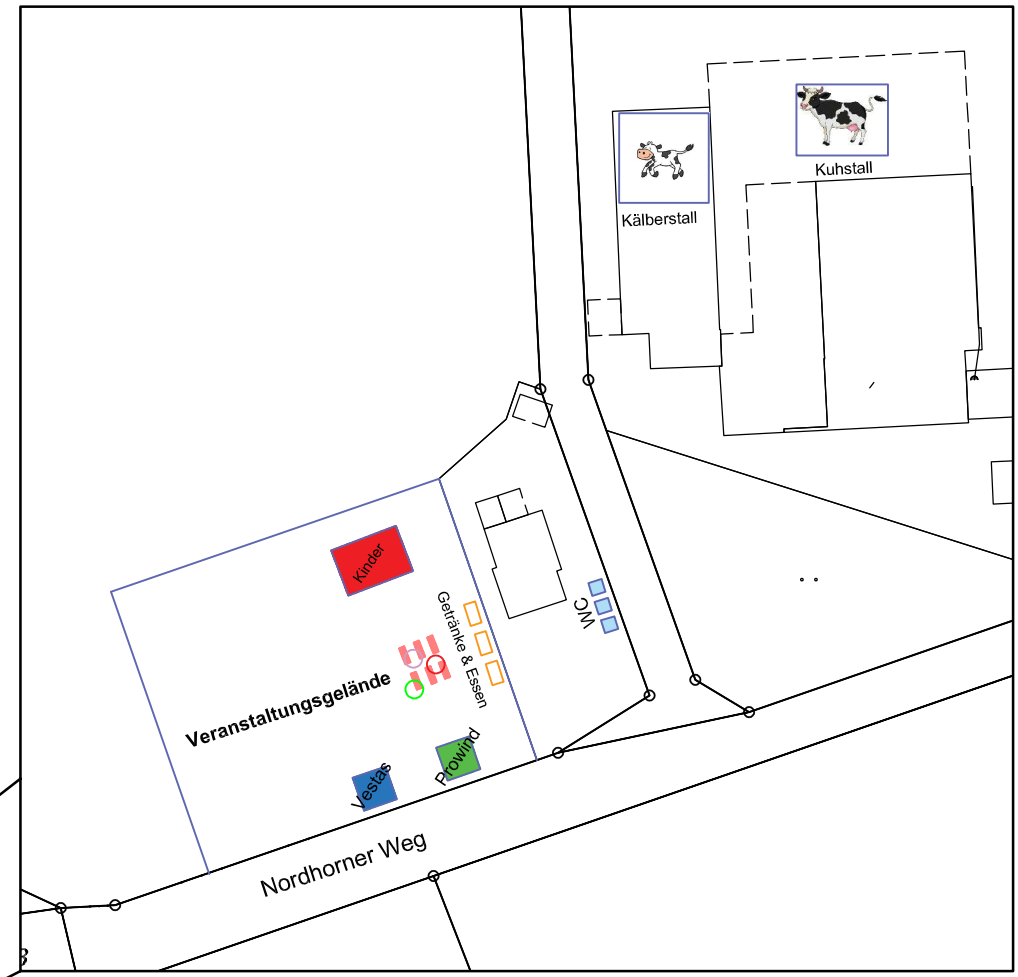 Kuhstall
Kälberstall
Kinder
Getränke & Essen
WC
Veranstaltungsgelände
Prowind
Vestas
Nordhorner Weg